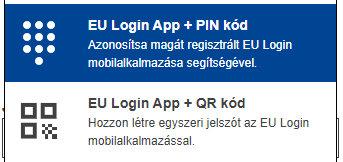 EU Login App + PIN kód
Azonosítsa magát regisztrált EU Login
mobilalkalmazása segítségével.
EU Login App + QR kód
Hozzon létre egyszeri jelszót az EU Login
mobilalkalmazással.